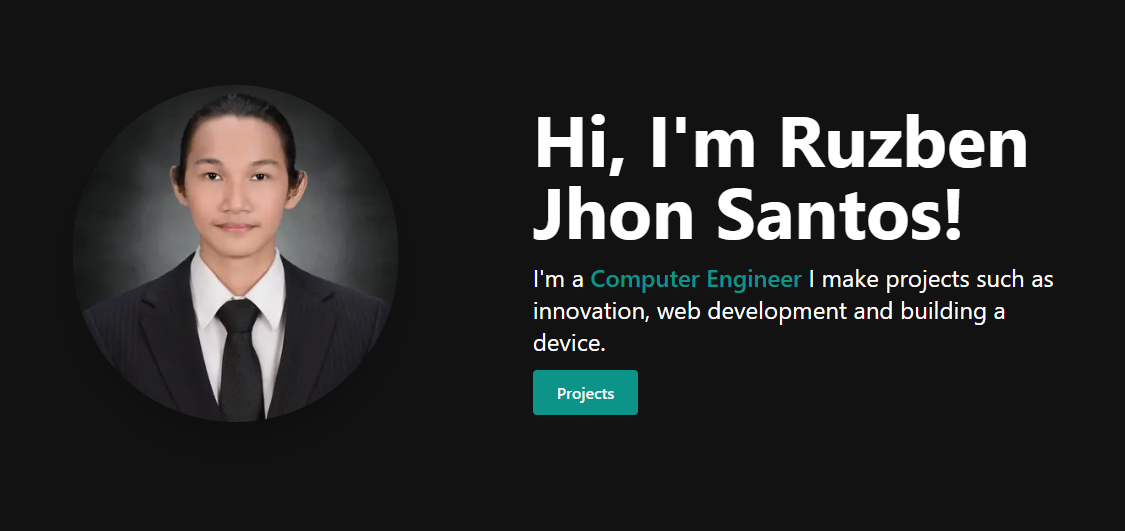 Hi, I'm Ruzben
Jhon Santos!
I'm a Computer Engineer I make projects such as
innovation, web development and building a
device.
Projects